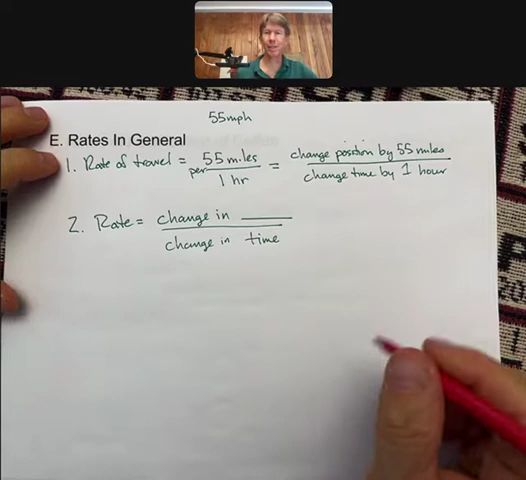 55mph
E. Rates In General
1. Rate of travel = 55 miles per / 1 hr = change position by 55 miles / change time by 1 hour
2. Rate = change in ____ / change in time